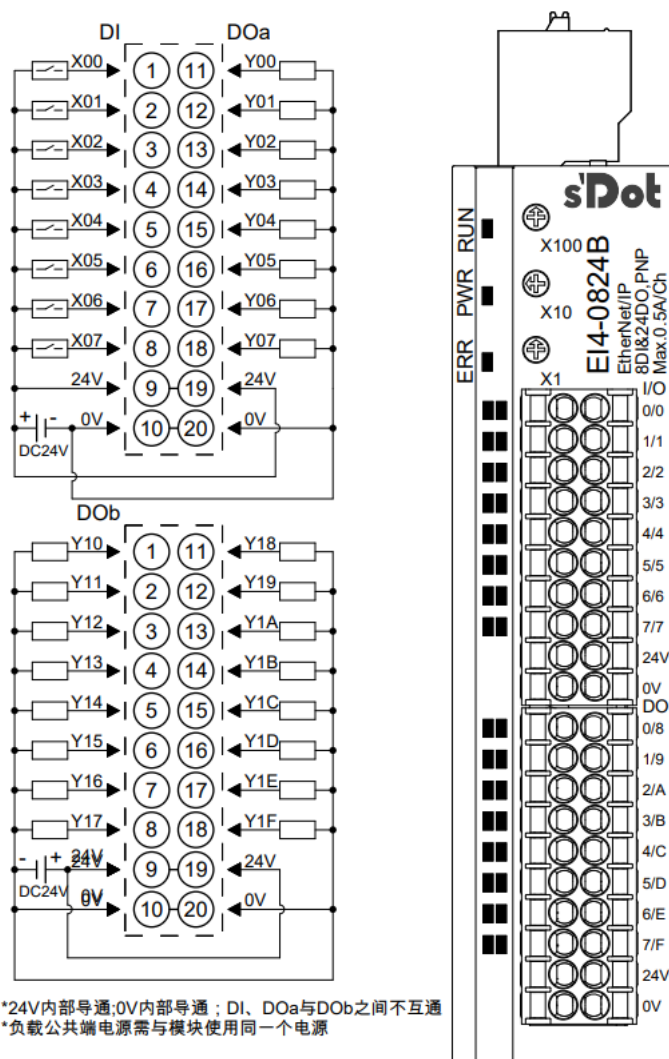 DI DOa
X00 1 11 Y00
X01 2 12 Y01
X02 3 13 Y02
X03 4 14 Y03
X04 5 15 Y04
X05 6 16 Y05
X06 7 17 Y06
X07 8 18 Y07
24V 9 19 24V
+ - 0V 10 20 0V
DC24V
DOb
Y10 1 11 Y18
Y11 2 12 Y19
Y12 3 13 Y1A
Y13 4 14 Y1B
Y14 5 15 Y1C
Y15 6 16 Y1D
Y16 7 17 Y1E
Y17 8 18 Y1F
- + 24V 24V 9 19 24V
DC24V 0V 0V 10 20 0V
*24V内部导通;0V内部导通；DI、DOa与DOb之间不互通
*负载公共端电源需与模块使用同一个电源
s'Dot
RUN
PWR
ERR
X100
X10
X1
EI4-0824B
EtherNet/IP
8DI&24DO,PNP
Max.0.5A/Ch
I/O
0/0
1/1
2/2
3/3
4/4
5/5
6/6
7/7
24V
0V
DO
0/8
1/9
2/A
3/B
4/C
5/D
6/E
7/F
24V
0V